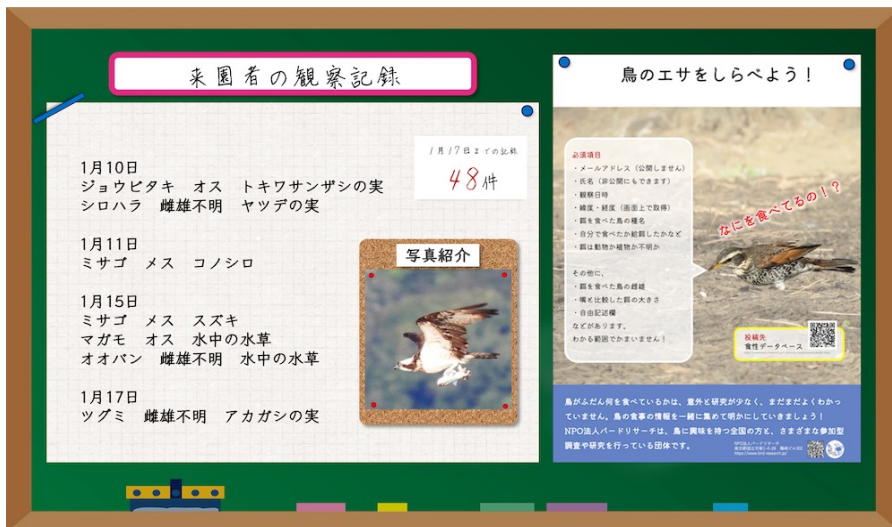 来園者の観察記録
1月17日までの記録
48件
1月10日
ジョウビタキ オス トキワサンザシの実
シロハラ 雌雄不明 ヤツデの実
1月11日
ミサゴ メス コノシロ
1月15日
ミサゴ メス スズキ
マガモ オス 水中の水草
オオバン 雌雄不明 水中の水草
1月17日
ツグミ 雌雄不明 アカガシの実
写真紹介
鳥のエサをしらべよう！
必須項目
・メールアドレス（公開しません）
・氏名（非公開にもできます）
・観察日時
・緯度・経度（画面上で取得）
・餌を食べた鳥の種名
・自分で食べたか給餌したかなど
・餌は動物か植物か不明か
その他に、
・餌を食べた鳥の雌雄
・嘴と比較した餌の大きさ
・自由記述欄
などがあります。
わかる範囲でかまいません！
なにを食べてるの！？
投稿先
食性データベース
鳥がふだん何を食べているかは、意外と研究が少なく、まだまだよくわかっ
ていません。鳥の食事の情報を一緒に集めて明かにしていきましょう！
NPO法人バードリサーチは、鳥に興味を持つ全国の方と、さまざまな参加型
調査や研究を行っている団体です。
NPO法人バードリサーチ